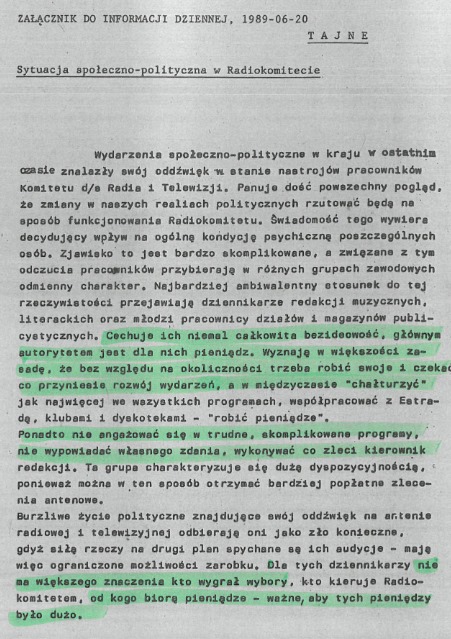 ZAŁĄCZNIK DO INFORMACJI DZIENNEJ, 1989-06-20
T A J N E
Sytuacja społeczno-polityczna w Radiokomitecie
Wydarzenia społeczno-polityczne w kraju w ostatnim
czasie znalazły swój oddźwięk w stanie nastrojów pracowników
Komitetu d/s Radia i Telewizji. Panuje dość powszechny pogląd,
że zmiany w naszych realiach politycznych rzutować będą na
sposób funkcjonowania Radiokomitetu. Świadomość tego wywiera
decydujący wpływ na ogólną kondycję psychiczną poszczególnych
osób. Zjawisko to jest bardzo skomplikowane, a związane z tym
odczucia pracowników przybierają w różnych grupach zawodowych
odmienny charakter. Najbardziej ambiwalentny stosunek do tej
rzeczywistości przejawiają dziennikarze redakcji muzycznych,
literackich oraz młodzi pracownicy działów i magazynów publi-
cystycznych. Cechuje ich niemal całkowita bezideowość, głównym
autorytetem jest dla nich pieniądz. Wyznają w większości za-
sadę, że bez względu na okoliczności trzeba robić swoje i czekać
co przyniesie rozwój wydarzeń, a w międzyczasie "chałturzyć"
jak najwięcej we wszystkich programach, współpracować z Estra-
dą, klubami i dyskotekami - "robić pieniądze".
Ponadto nie angażować się w trudne, skomplikowane programy,
nie wypowiadać własnego zdania, wykonywać co zleci kierownik
redakcji. Ta grupa charakteryzuje się dużą dyspozycyjnością,
ponieważ można w ten sposób otrzymać bardziej popłatne zlece-
nia antenowe.
Burzliwe życie polityczne znajdujące swój oddźwięk na antenie
radiowej i telewizyjnej odbierają oni jako zło konieczne,
gdyż siłą rzeczy na drugi plan spychane są ich audycje - mają
więc ograniczone możliwości zarobku. Dla tych dziennikarzy nie
ma większego znaczenia kto wygrał wybory, kto kieruje Radio-
komitetem, od kogo biorą pieniądze - ważne, aby tych pieniędzy
było dużo.